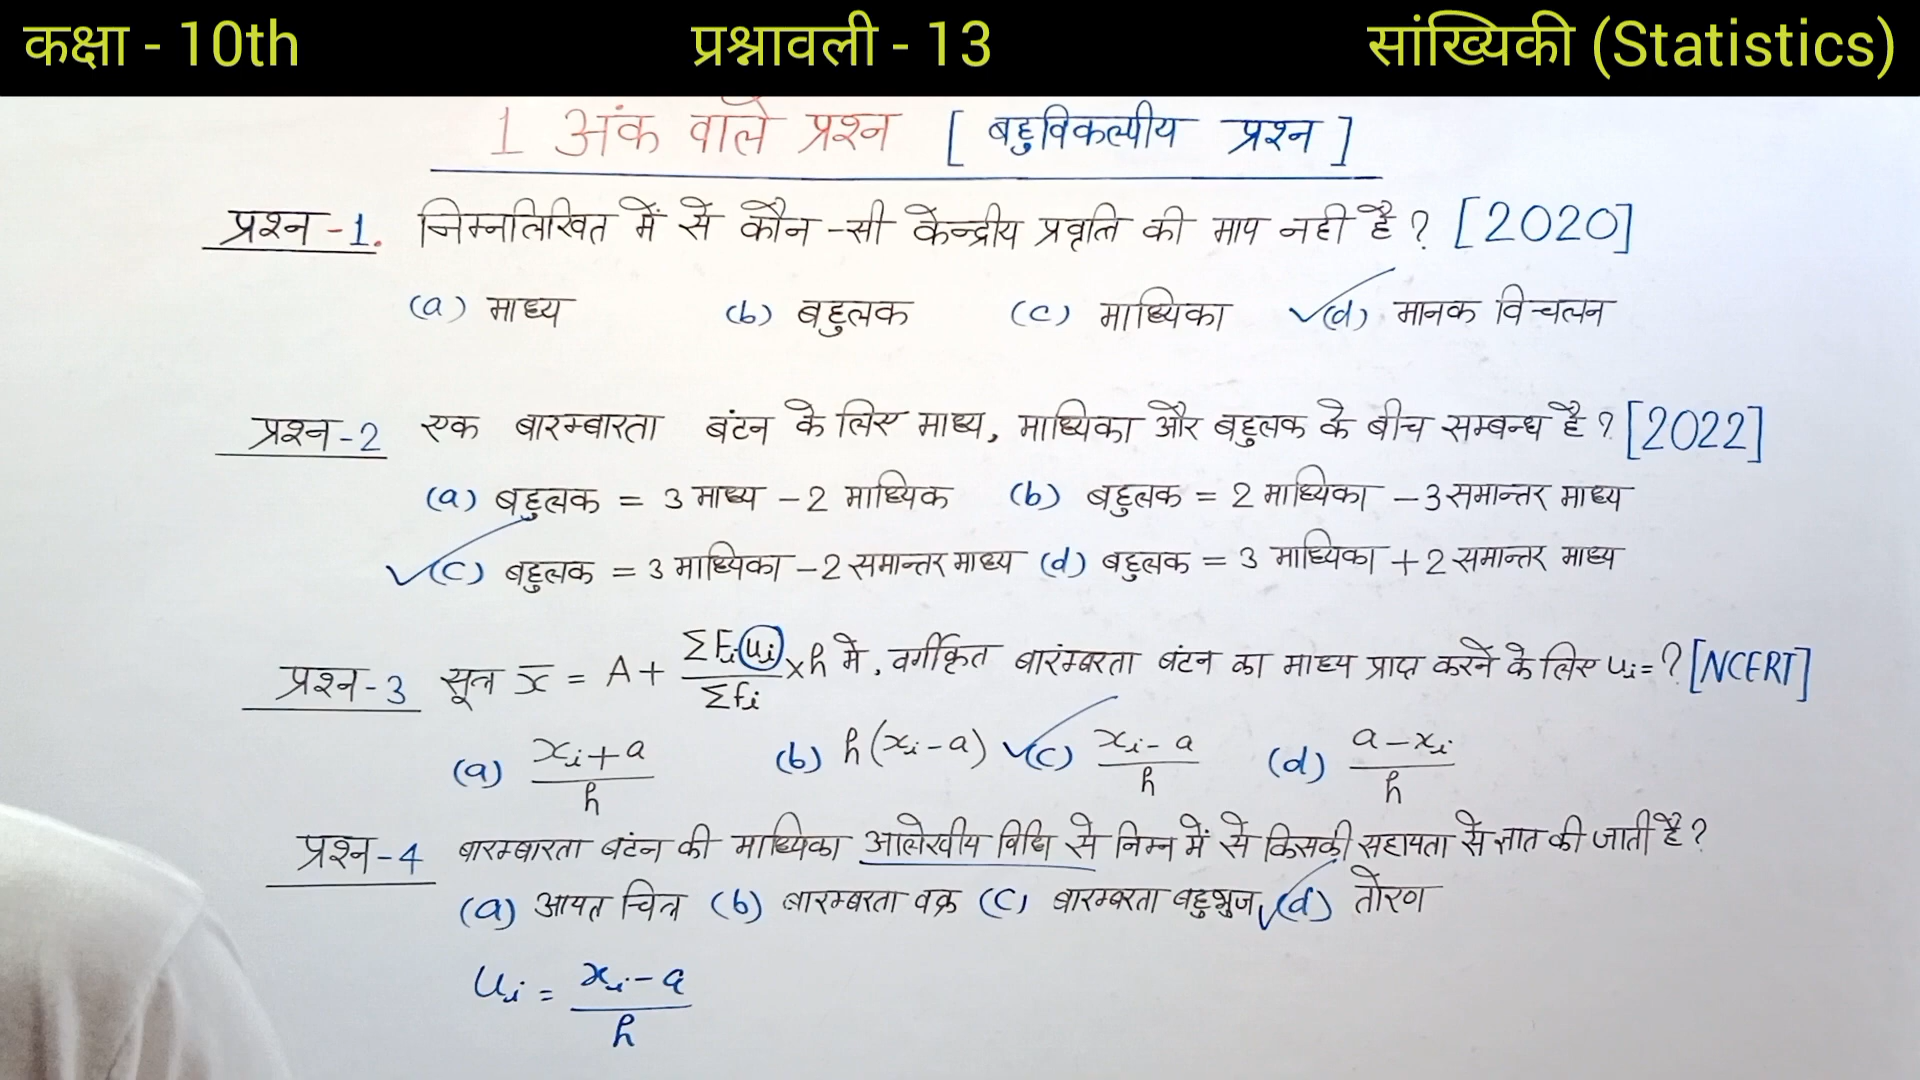 कक्षा - 10th प्रश्नावली - 13 सांख्यिकी (Statistics)
1 अंक वाले प्रश्न [ बहुविकल्पीय प्रश्न ]
प्रश्न-1. निम्नलिखित में से कौन-सी केन्द्रीय प्रवृत्ति की माप नही है? [2020]
(a) माध्य (b) बहुलक (c) माध्यिका ✓(d) मानक विचलन
प्रश्न-2 एक बारम्बारता बंटन के लिए माध्य, माध्यिका और बहुलक के बीच सम्बन्ध है? [2022]
(a) बहुलक = 3 माध्य - 2 माध्यिक (b) बहुलक = 2 माध्यिका - 3 समान्तर माध्य
✓(c) बहुलक = 3 माध्यिका - 2 समान्तर माध्य (d) बहुलक = 3 माध्यिका + 2 समान्तर माध्य
प्रश्न-3 सूत्र x̄ = A + ΣFᵢuᵢ/Σfᵢ × h मे, वर्गीकृत बारंम्बरता बंटन का माध्य प्राप्त करने के लिए uᵢ = ? [NCERT]
(a) xᵢ+a/h (b) h(xᵢ-a) ✓(c) xᵢ-a/h (d) a-xᵢ/h
प्रश्न-4 बारम्बारता बंटन की माध्यिका आलेखीय विधि से निम्न में से किसकी सहायता से ज्ञात की जाती है?
(a) आयत चित्र (b) बारम्बरता वक्र (c) बारम्बरता बहुभुज ✓(d) तोरण
uᵢ = xᵢ-a/h